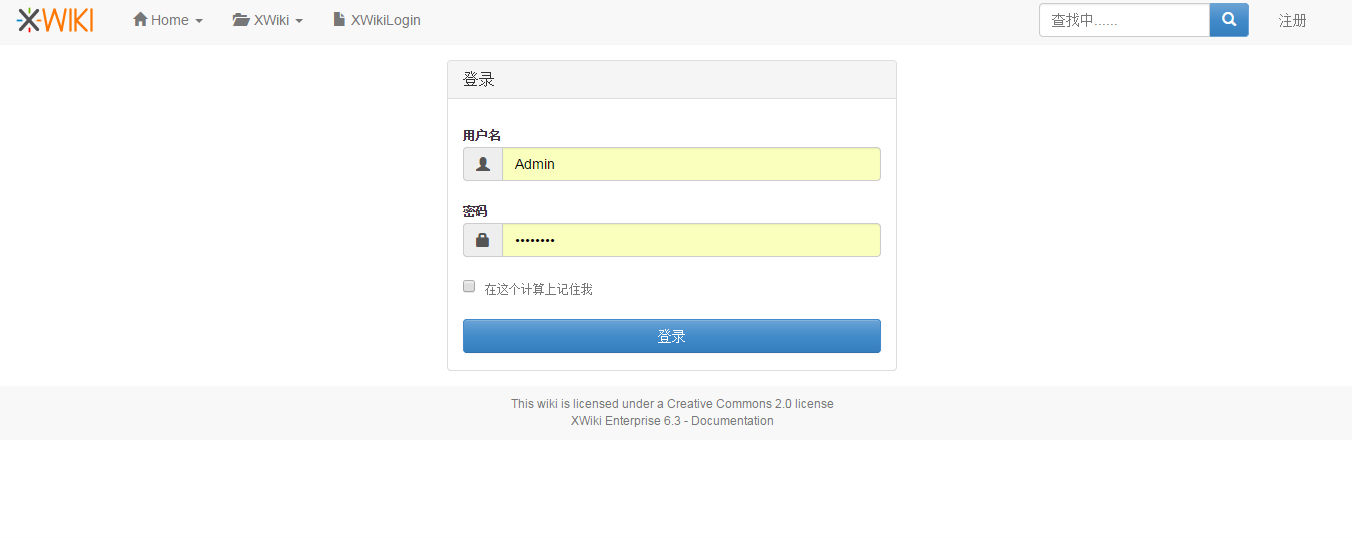 XWIKI Home XWiki XWikiLogin 查找中...... 注册
登录
用户名
Admin
密码
••••••••
在这个计算上记住我
登录
This wiki is licensed under a Creative Commons 2.0 license
XWiki Enterprise 6.3 - Documentation